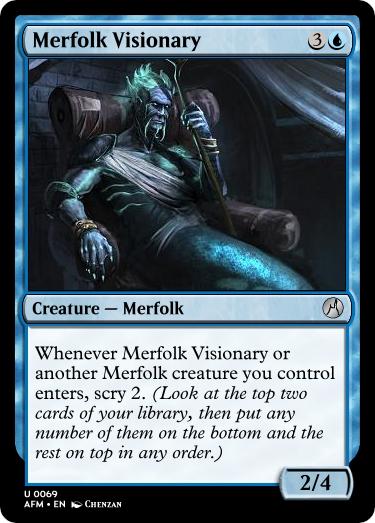 Merfolk Visionary 3
Creature — Merfolk
Whenever Merfolk Visionary or
another Merfolk creature you control
enters, scry 2. (Look at the top two
cards of your library, then put any
number of them on the bottom and the
rest on top in any order.)
2/4
U 0069
AFM • EN Chenzan